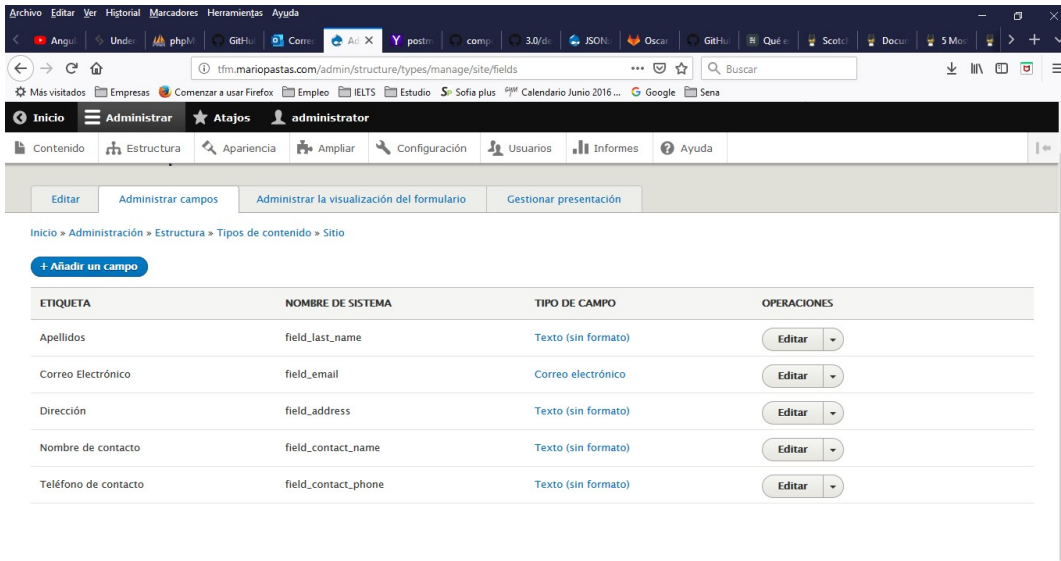 Archivo Editar Ver Historial Marcadores Herramientas Ayuda
Angul Under phpM GitHu Corre Ad Y postm comp 3.0/de JSON: Oscar GitHu Qué e Scotcl Docum 5 Mos
tfm.mariopastas.com/admin/structure/types/manage/site/fields Buscar
Más visitados Empresas Comenzar a usar Firefox Empleo IELTS Estudio Sofia plus Calendario Junio 2016 ... Google Sena
Inicio Administrar Atajos administrator
Contenido Estructura Apariencia Ampliar Configuración Usuarios Informes Ayuda
Editar Administrar campos Administrar la visualización del formulario Gestionar presentación
Inicio » Administración » Estructura » Tipos de contenido » Sitio
+ Añadir un campo
ETIQUETA NOMBRE DE SISTEMA TIPO DE CAMPO OPERACIONES
Apellidos field_last_name Texto (sin formato) Editar
Correo Electrónico field_email Correo electrónico Editar
Dirección field_address Texto (sin formato) Editar
Nombre de contacto field_contact_name Texto (sin formato) Editar
Teléfono de contacto field_contact_phone Texto (sin formato) Editar